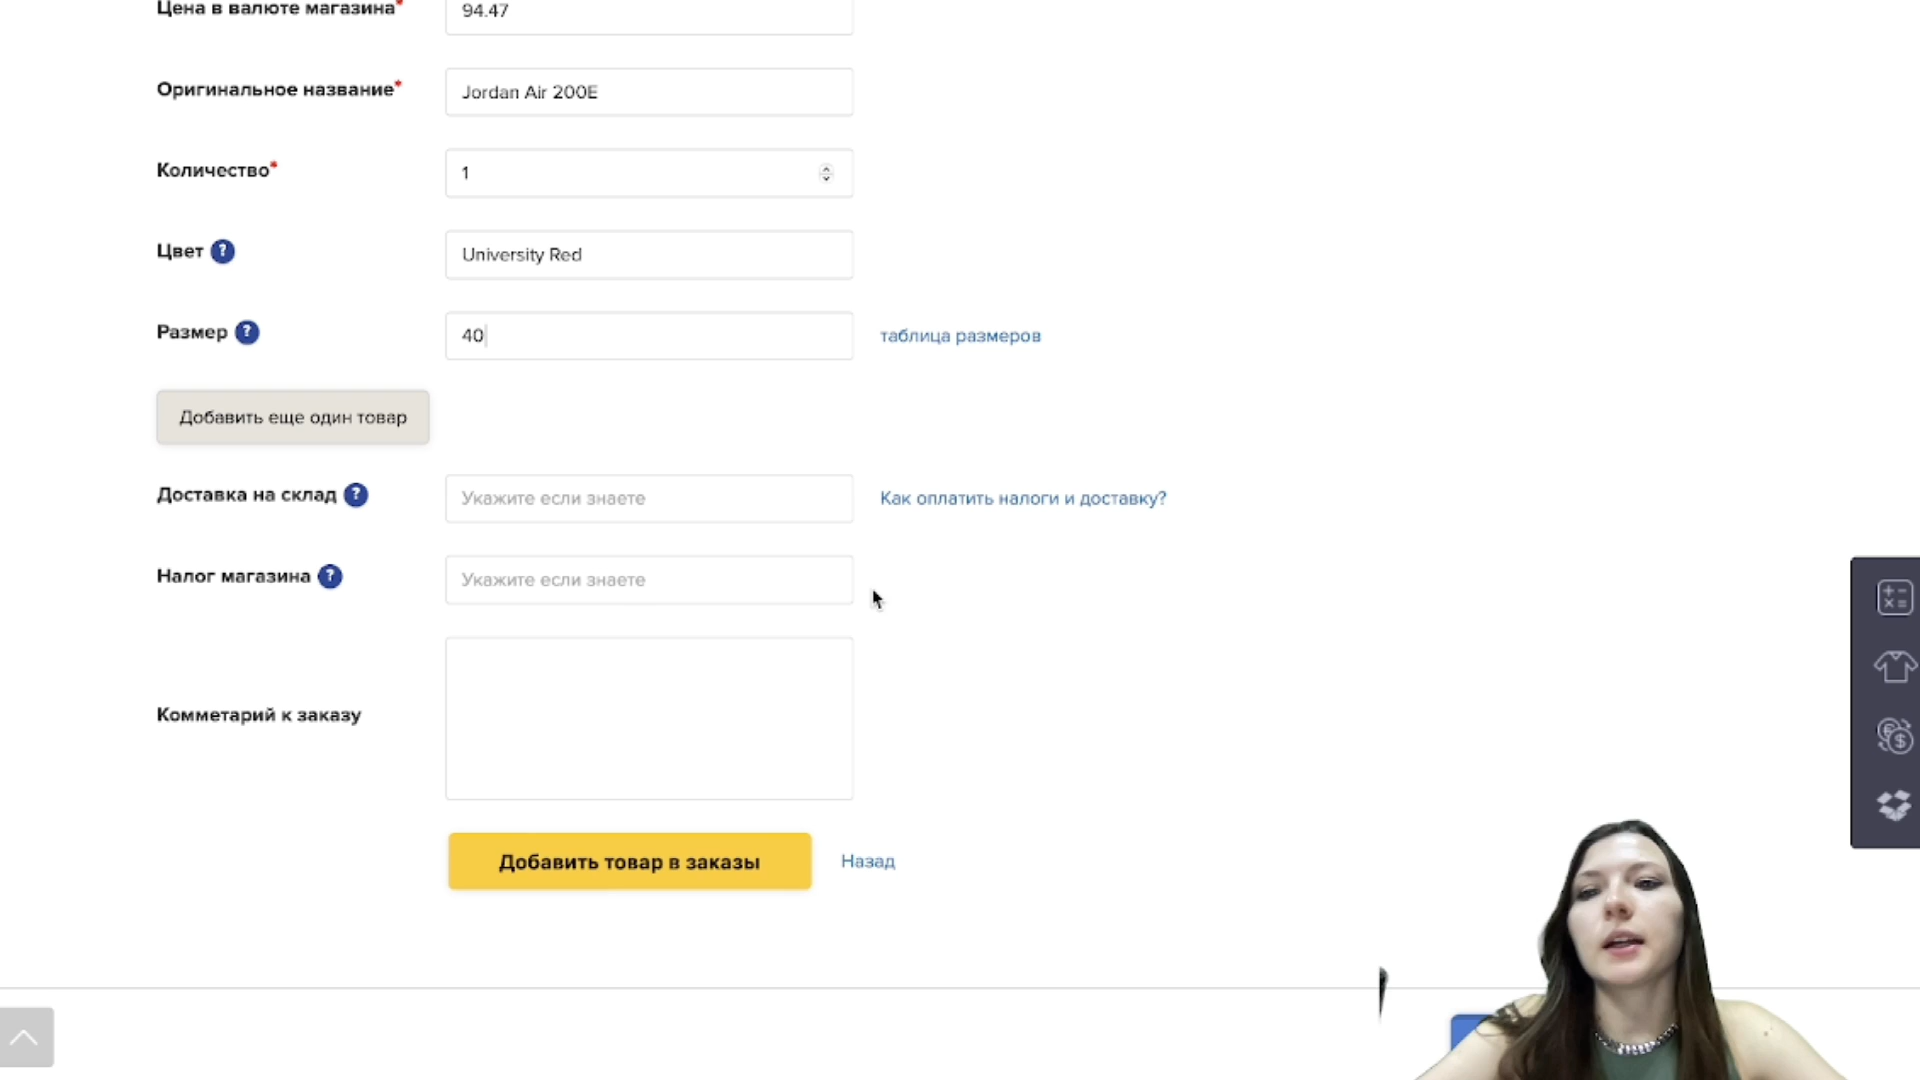 Цена в валюте магазина* 94.47
Оригинальное название* Jordan Air 200E
Количество* 1
Цвет ? University Red
Размер ? 40 таблица размеров
Добавить еще один товар
Доставка на склад ? Укажите если знаете Как оплатить налоги и доставку?
Налог магазина ? Укажите если знаете
Комметарий к заказу
Добавить товар в заказы Назад